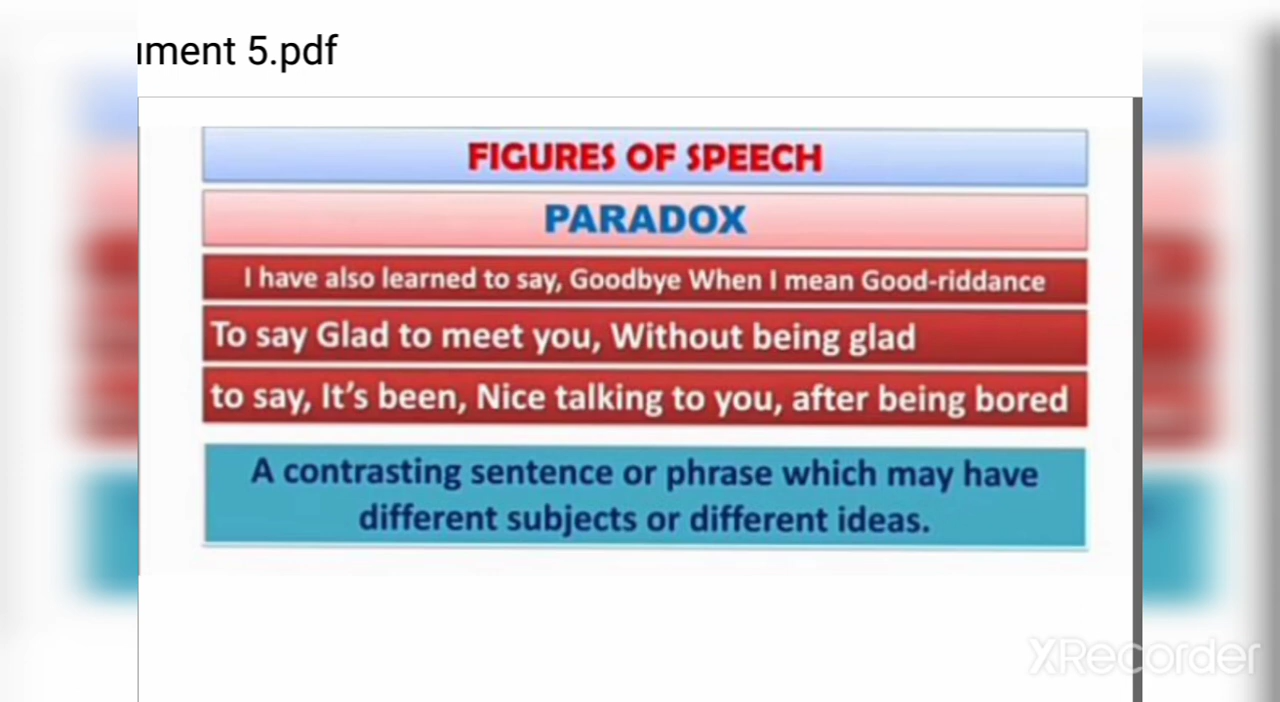 ument 5.pdf
FIGURES OF SPEECH
PARADOX
I have also learned to say, Goodbye When I mean Good-riddance
To say Glad to meet you, Without being glad
to say, It's been, Nice talking to you, after being bored
A contrasting sentence or phrase which may have
different subjects or different ideas.
XRecorder